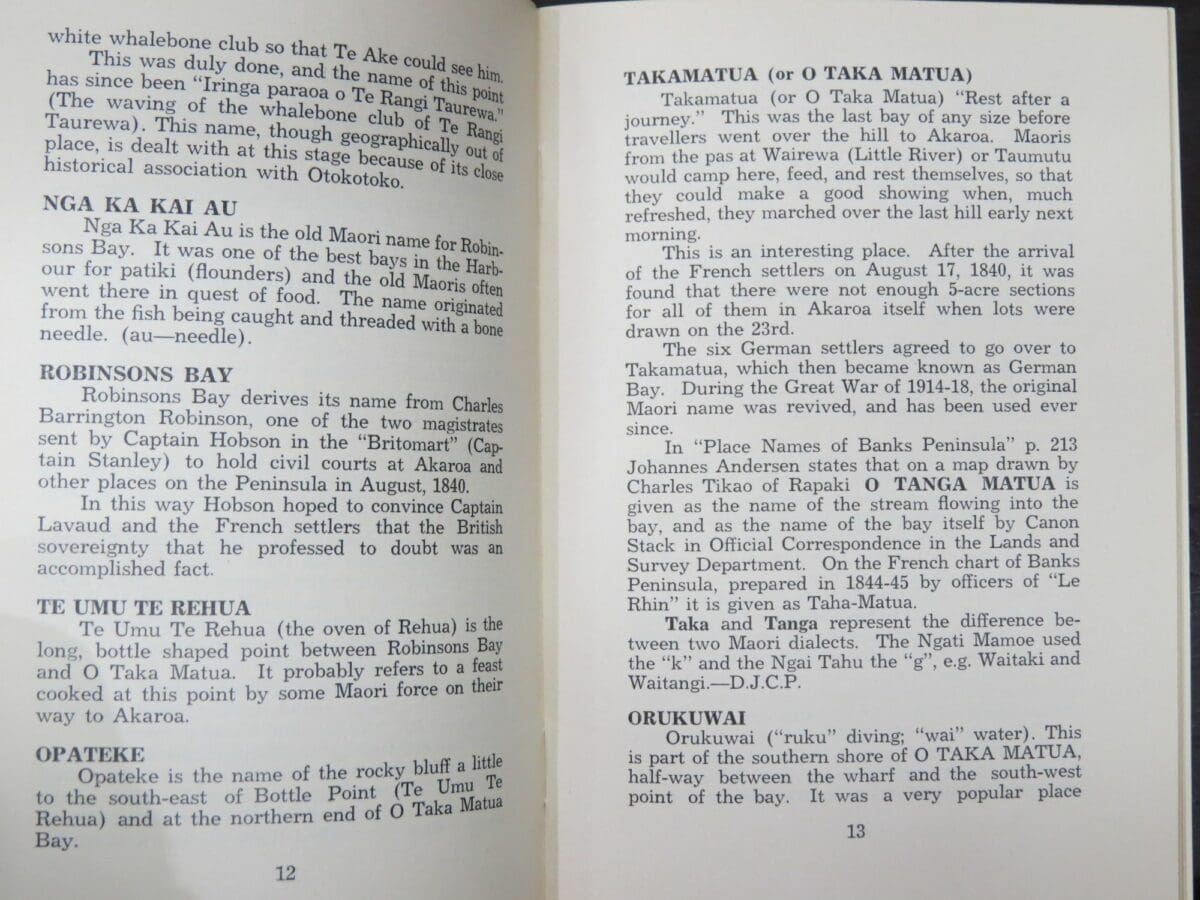 white whalebone club so that Te Ake could see him.
This was duly done, and the name of this point
has since been "Iringa paraoa o Te Rangi Taurewa."
(The waving of the whalebone club of Te Rangi
Taurewa). This name, though geographically out of
place, is dealt with at this stage because of its close
historical association with Otokotoko.
NGA KA KAI AU
Nga Ka Kai Au is the old Maori name for Robin-
sons Bay. It was one of the best bays in the Harb-
our for patiki (flounders) and the old Maoris often
went there in quest of food. The name originated
from the fish being caught and threaded with a bone
needle. (au—needle).
ROBINSONS BAY
Robinsons Bay derives its name from Charles
Barrington Robinson, one of the two magistrates
sent by Captain Hobson in the "Britomart" (Cap-
tain Stanley) to hold civil courts at Akaroa and
other places on the Peninsula in August, 1840.
In this way Hobson hoped to convince Captain
Lavaud and the French settlers that the British
sovereignty that he professed to doubt was an
accomplished fact.
TE UMU TE REHUA
Te Umu Te Rehua (the oven of Rehua) is the
long, bottle shaped point between Robinsons Bay
and O Taka Matua. It probably refers to a feast
cooked at this point by some Maori force on their
way to Akaroa.
OPATEKE
Opateke is the name of the rocky bluff a little
to the south-east of Bottle Point (Te Umu Te
Rehua) and at the northern end of O Taka Matua
Bay.
12
TAKAMATUA (or O TAKA MATUA)
Takamatua (or O Taka Matua) "Rest after a
journey." This was the last bay of any size before
travellers went over the hill to Akaroa. Maoris
from the pas at Wairewa (Little River) or Taumutu
would camp here, feed, and rest themselves, so that
they could make a good showing when, much
refreshed, they marched over the last hill early next
morning.
This is an interesting place. After the arrival
of the French settlers on August 17, 1840, it was
found that there were not enough 5-acre sections
for all of them in Akaroa itself when lots were
drawn on the 23rd.
The six German settlers agreed to go over to
Takamatua, which then became known as German
Bay. During the Great War of 1914-18, the original
Maori name was revived, and has been used ever
since.
In "Place Names of Banks Peninsula" p. 213
Johannes Andersen states that on a map drawn by
Charles Tikao of Rapaki O TANGA MATUA is
given as the name of the stream flowing into the
bay, and as the name of the bay itself by Canon
Stack in Official Correspondence in the Lands and
Survey Department. On the French chart of Banks
Peninsula, prepared in 1844-45 by officers of "Le
Rhin" it is given as Taha-Matua.
Taka and Tanga represent the difference be-
tween two Maori dialects. The Ngati Mamoe used
the "k" and the Ngai Tahu the "g", e.g. Waitaki and
Waitangi.—D.J.C.P.
ORUKUWAI
Orukuwai ("ruku" diving; "wai" water). This
is part of the southern shore of O TAKA MATUA,
half-way between the wharf and the south-west
point of the bay. It was a very popular place
13